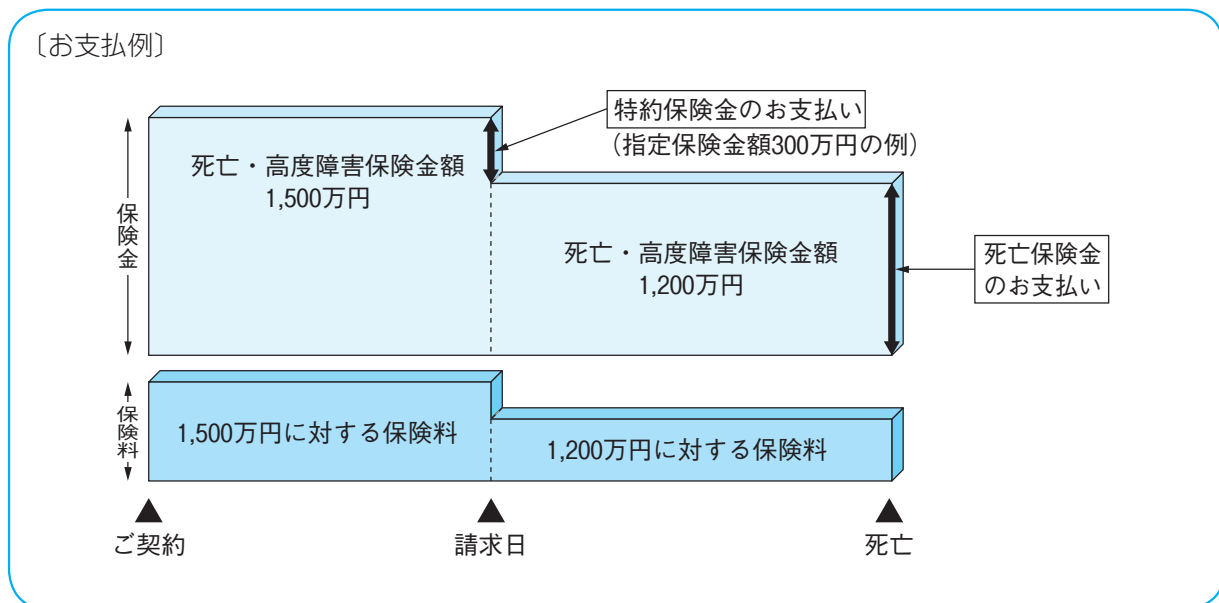 〔お支払例〕
特約保険金のお支払い
（指定保険金額300万円の例）
死亡・高度障害保険金額
1,500万円
保険金
死亡・高度障害保険金額
1,200万円
死亡保険金
のお支払い
保険料
1,500万円に対する保険料
1,200万円に対する保険料
ご契約
請求日
死亡